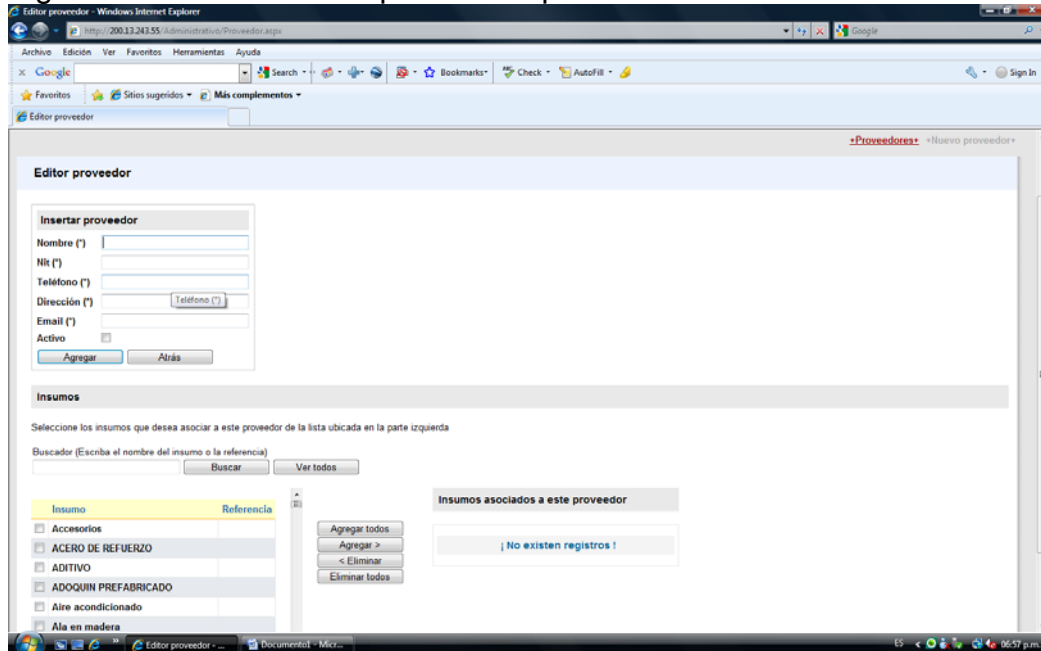 Editor proveedor - Windows Internet Explorer
http://200.13.243.55/Administrativo/Proveedor.aspx
Google
Archivo Edición Ver Favoritos Herramientas Ayuda
x Google Search Bookmarks Check AutoFill Sign In
Favoritos Sitios sugeridos Más complementos
Editor proveedor
+Proveedores+ +Nuevo proveedor+
Editor proveedor
Insertar proveedor
Nombre (*)
Nit (*)
Teléfono (*)
Dirección (*) Teléfono (*)
Email (*)
Activo
Agregar Atrás
Insumos
Seleccione los insumos que desea asociar a este proveedor de la lista ubicada en la parte izquierda
Buscador (Escriba el nombre del insumo o la referencia)
Buscar Ver todos
Insumo Referencia
Accesorios
ACERO DE REFUERZO
ADITIVO
ADOQUIN PREFABRICADO
Aire acondicionado
Ala en madera
Agregar todos
Agregar >
< Eliminar
Eliminar todos
Insumos asociados a este proveedor
¡ No existen registros !
Editor proveedor - ... Documento1 - Micr... ES 06:57 p.m.